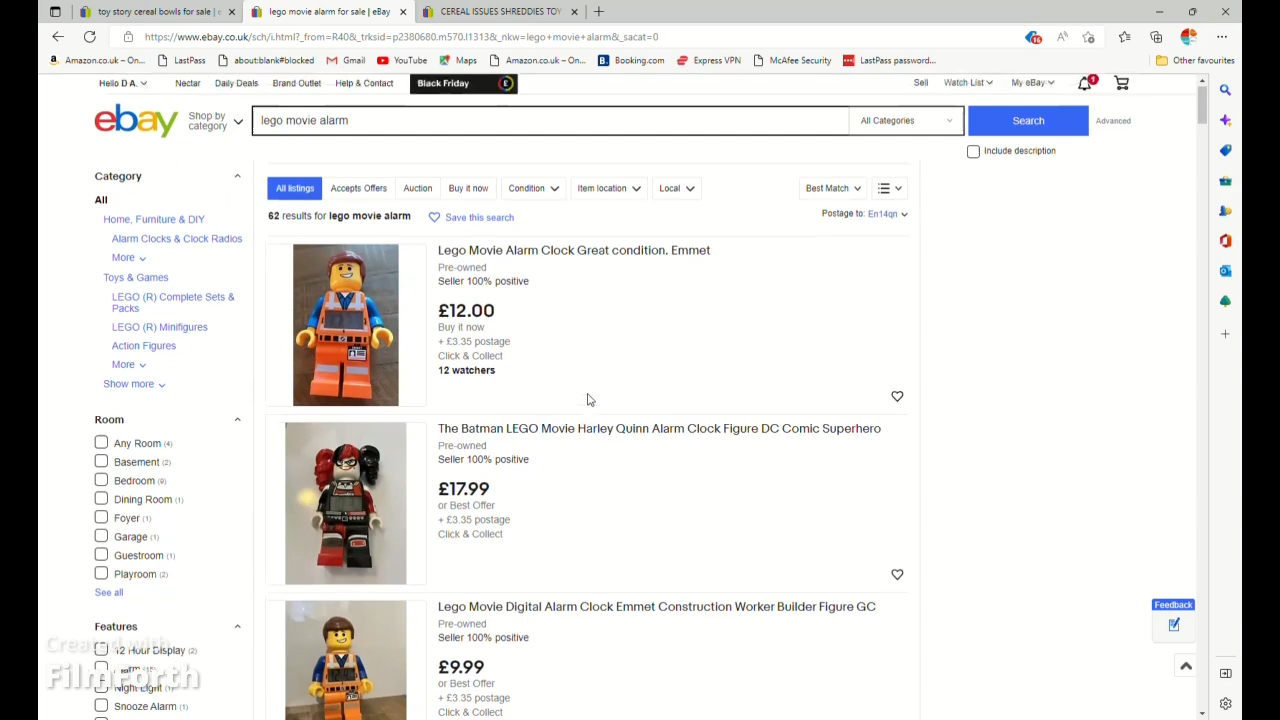 toy story cereal bowls for sale | e
lego movie alarm for sale | eBay
CEREAL ISSUES SHREDDIES TOY
https://www.ebay.co.uk/sch/i.html?_from=R40&_trksid=p2380680.m570.l1313&_nkw=lego+movie+alarm&_sacat=0
16
Amazon.co.uk – On...
LastPass
about:blank#blocked
Gmail
YouTube
Maps
Amazon.co.uk – On...
Booking.com
Express VPN
McAfee Security
LastPass password...
Other favourites
Hello D A.
Nectar
Daily Deals
Brand Outlet
Help & Contact
Black Friday
Sell
Watch List
My eBay
1
ebay
Shop by category
lego movie alarm
All Categories
Search
Advanced
Include description
Category
All
Home, Furniture & DIY
Alarm Clocks & Clock Radios
More
Toys & Games
LEGO (R) Complete Sets &
Packs
LEGO (R) Minifigures
Action Figures
More
Show more
Room
Any Room (4)
Basement (2)
Bedroom (9)
Dining Room (1)
Foyer (1)
Garage (1)
Guestroom (1)
Playroom (2)
See all
Features
12 Hour Display (2)
Night Light (1)
Snooze Alarm (1)
All listings
Accepts Offers
Auction
Buy it now
Condition
Item location
Local
Best Match
62 results for lego movie alarm
Save this search
Postage to: En14qn
Lego Movie Alarm Clock Great condition. Emmet
Pre-owned
Seller 100% positive
£12.00
Buy it now
+ £3.35 postage
Click & Collect
12 watchers
The Batman LEGO Movie Harley Quinn Alarm Clock Figure DC Comic Superhero
Pre-owned
Seller 100% positive
£17.99
or Best Offer
+ £3.35 postage
Click & Collect
Lego Movie Digital Alarm Clock Emmet Construction Worker Builder Figure GC
Pre-owned
Seller 100% positive
£9.99
or Best Offer
+ £3.35 postage
Click & Collect
Feedback
Created with
FilmForth